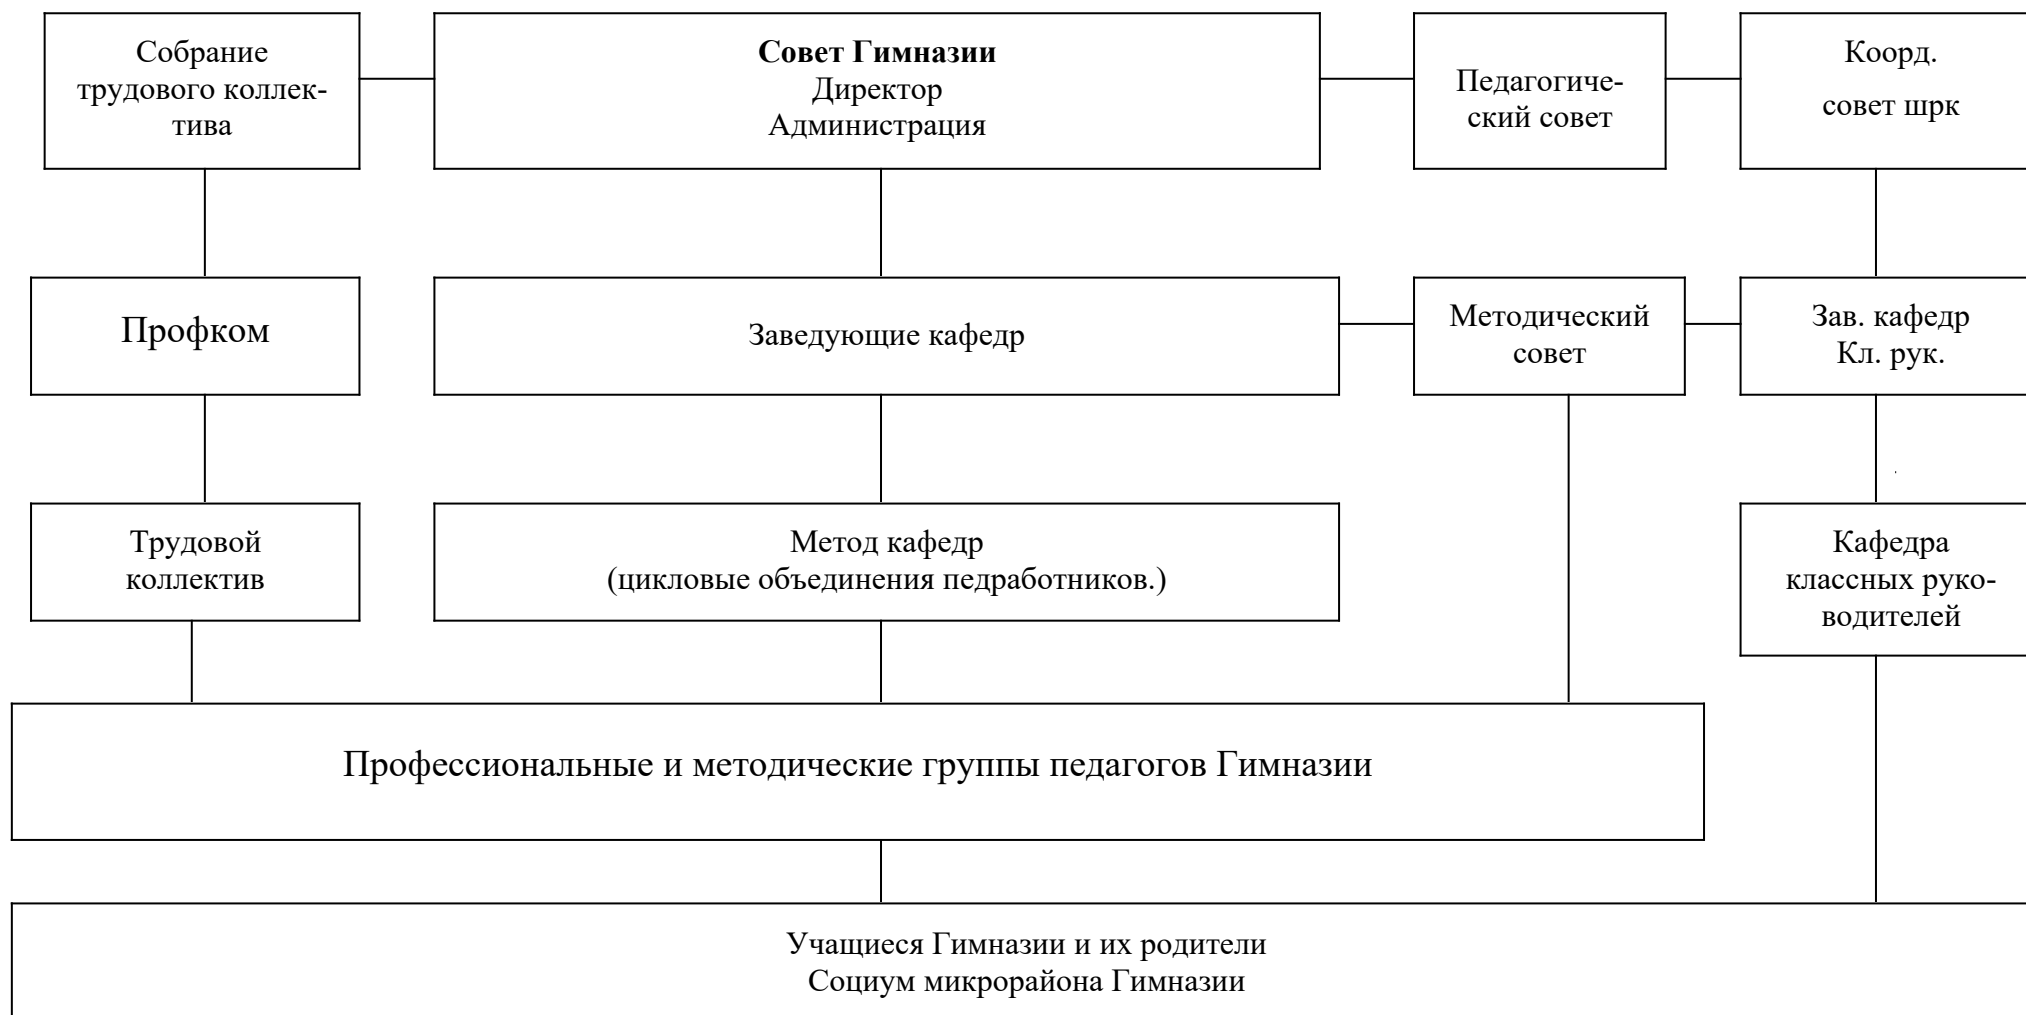 Собрание
трудового коллек-
тива
Совет Гимназии
Директор
Администрация
Педагогиче-
ский совет
Коорд.
совет шрк
Профком
Заведующие кафедр
Методический
совет
Зав. кафедр
Кл. рук.
Трудовой
коллектив
Метод кафедр
(цикловые объединения педработников.)
Кафедра
классных руко-
водителей
Профессиональные и методические группы педагогов Гимназии
Учащиеся Гимназии и их родители
Социум микрорайона Гимназии